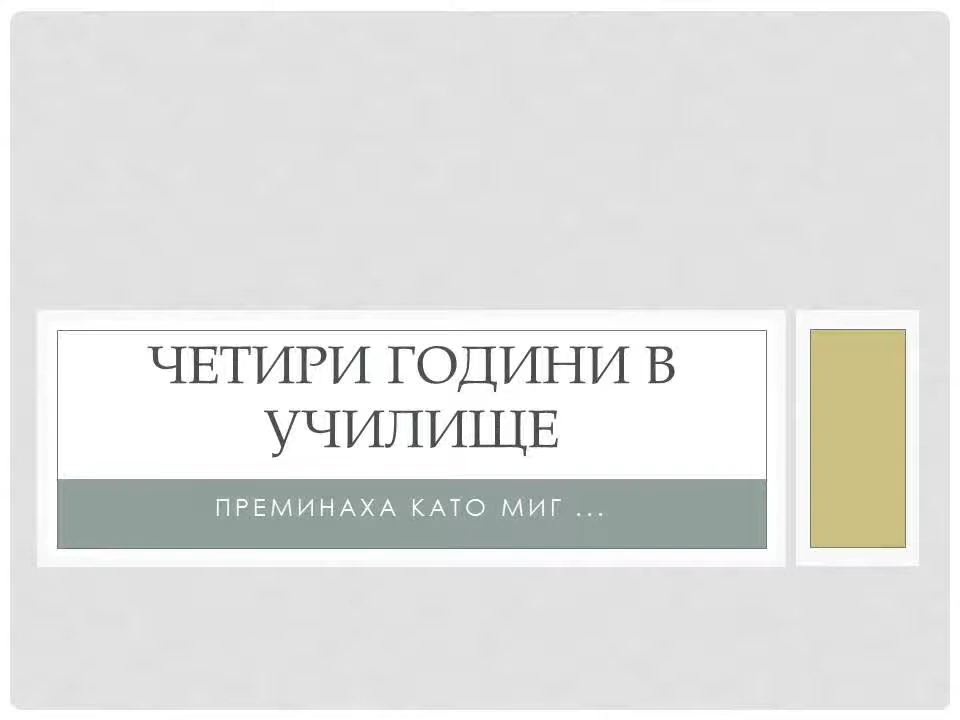 ЧЕТИРИ ГОДИНИ В
УЧИЛИЩЕ
ПРЕМИНАХА КАТО МИГ ...